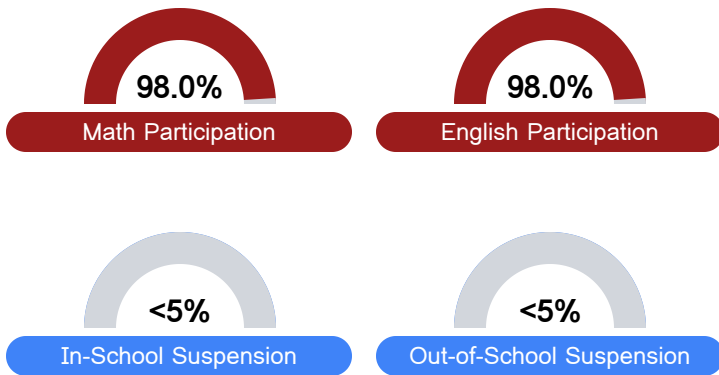 98.0%
Math Participation
98.0%
English Participation
<5%
In-School Suspension
<5%
Out-of-School Suspension